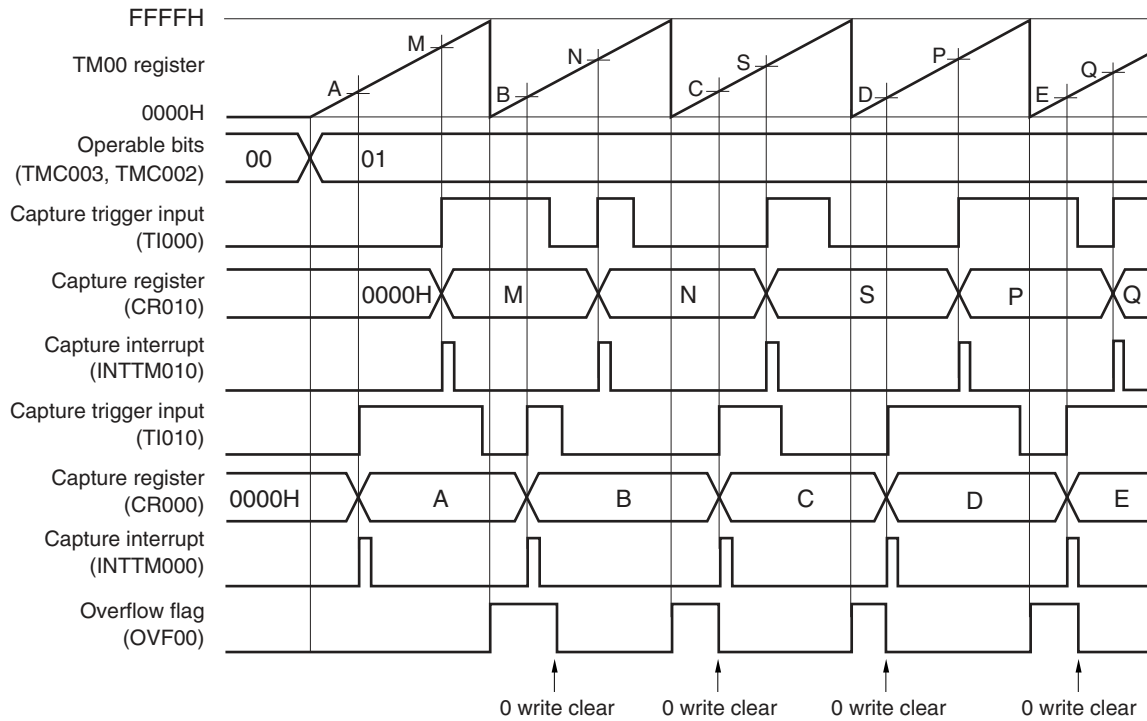 FFFFH
TM00 register
0000H
A
M
B
N
C
S
D
P
E
Q
Operable bits
(TMC003, TMC002)
00
01
Capture trigger input
(TI000)
Capture register
(CR010)
0000H
M
N
S
P
Q
Capture interrupt
(INTTM010)
Capture trigger input
(TI010)
Capture register
(CR000)
0000H
A
B
C
D
E
Capture interrupt
(INTTM000)
Overflow flag
(OVF00)
0 write clear
0 write clear
0 write clear
0 write clear